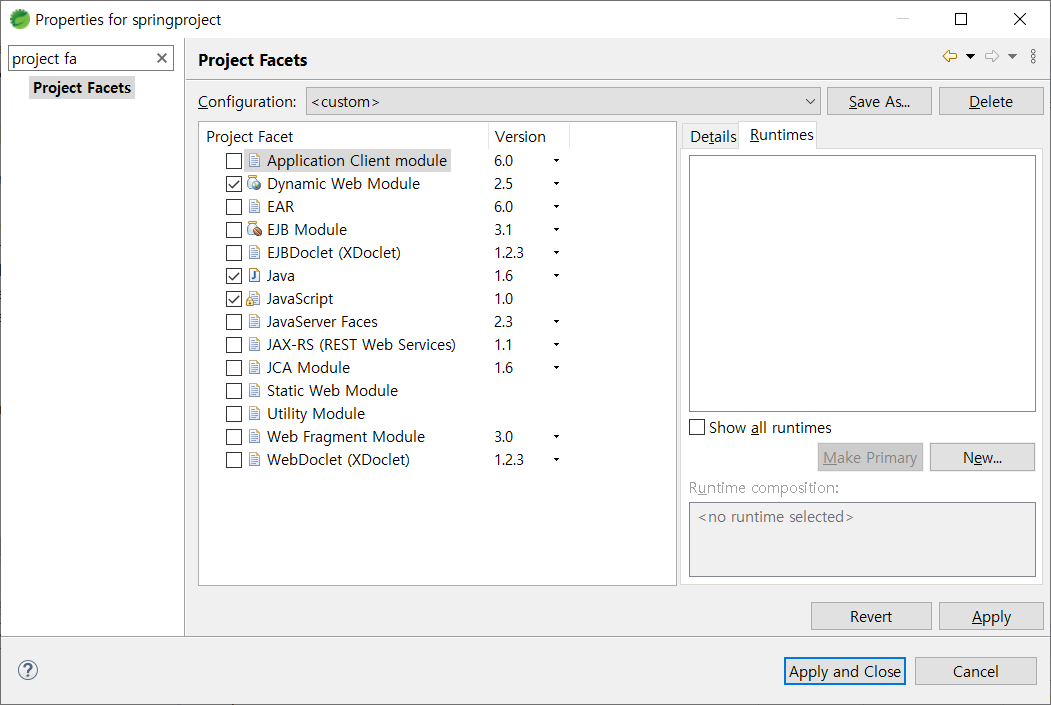 Properties for springproject
project fa
Project Facets
Project Facets
Configuration: <custom> Save As... Delete
Project Facet Version
Application Client module 6.0
Dynamic Web Module 2.5
EAR 6.0
EJB Module 3.1
EJBDoclet (XDoclet) 1.2.3
Java 1.6
JavaScript 1.0
JavaServer Faces 2.3
JAX-RS (REST Web Services) 1.1
JCA Module 1.6
Static Web Module
Utility Module
Web Fragment Module 3.0
WebDoclet (XDoclet) 1.2.3
Details Runtimes
Show all runtimes
Make Primary New...
Runtime composition:
<no runtime selected>
Revert Apply
Apply and Close Cancel